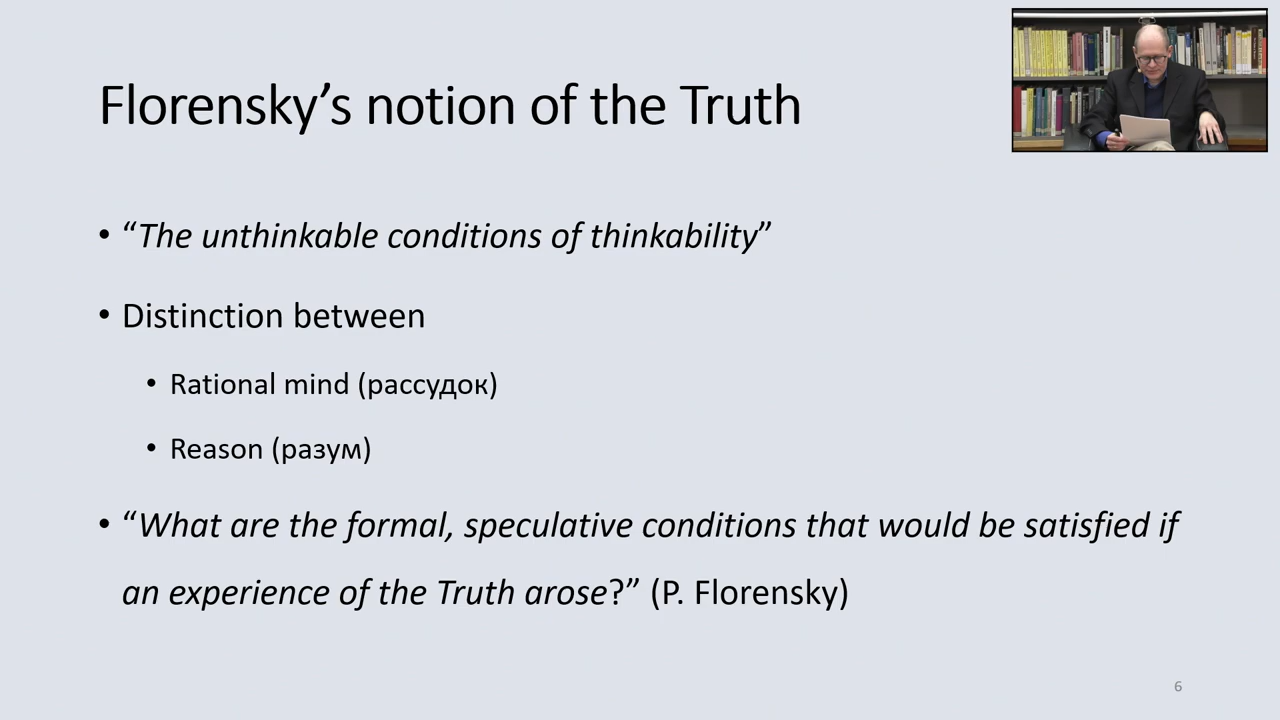 Florensky’s notion of the Truth
• “The unthinkable conditions of thinkability”
• Distinction between
• Rational mind (рассудок)
• Reason (разум)
• “What are the formal, speculative conditions that would be satisfied if
an experience of the Truth arose?” (P. Florensky)
6